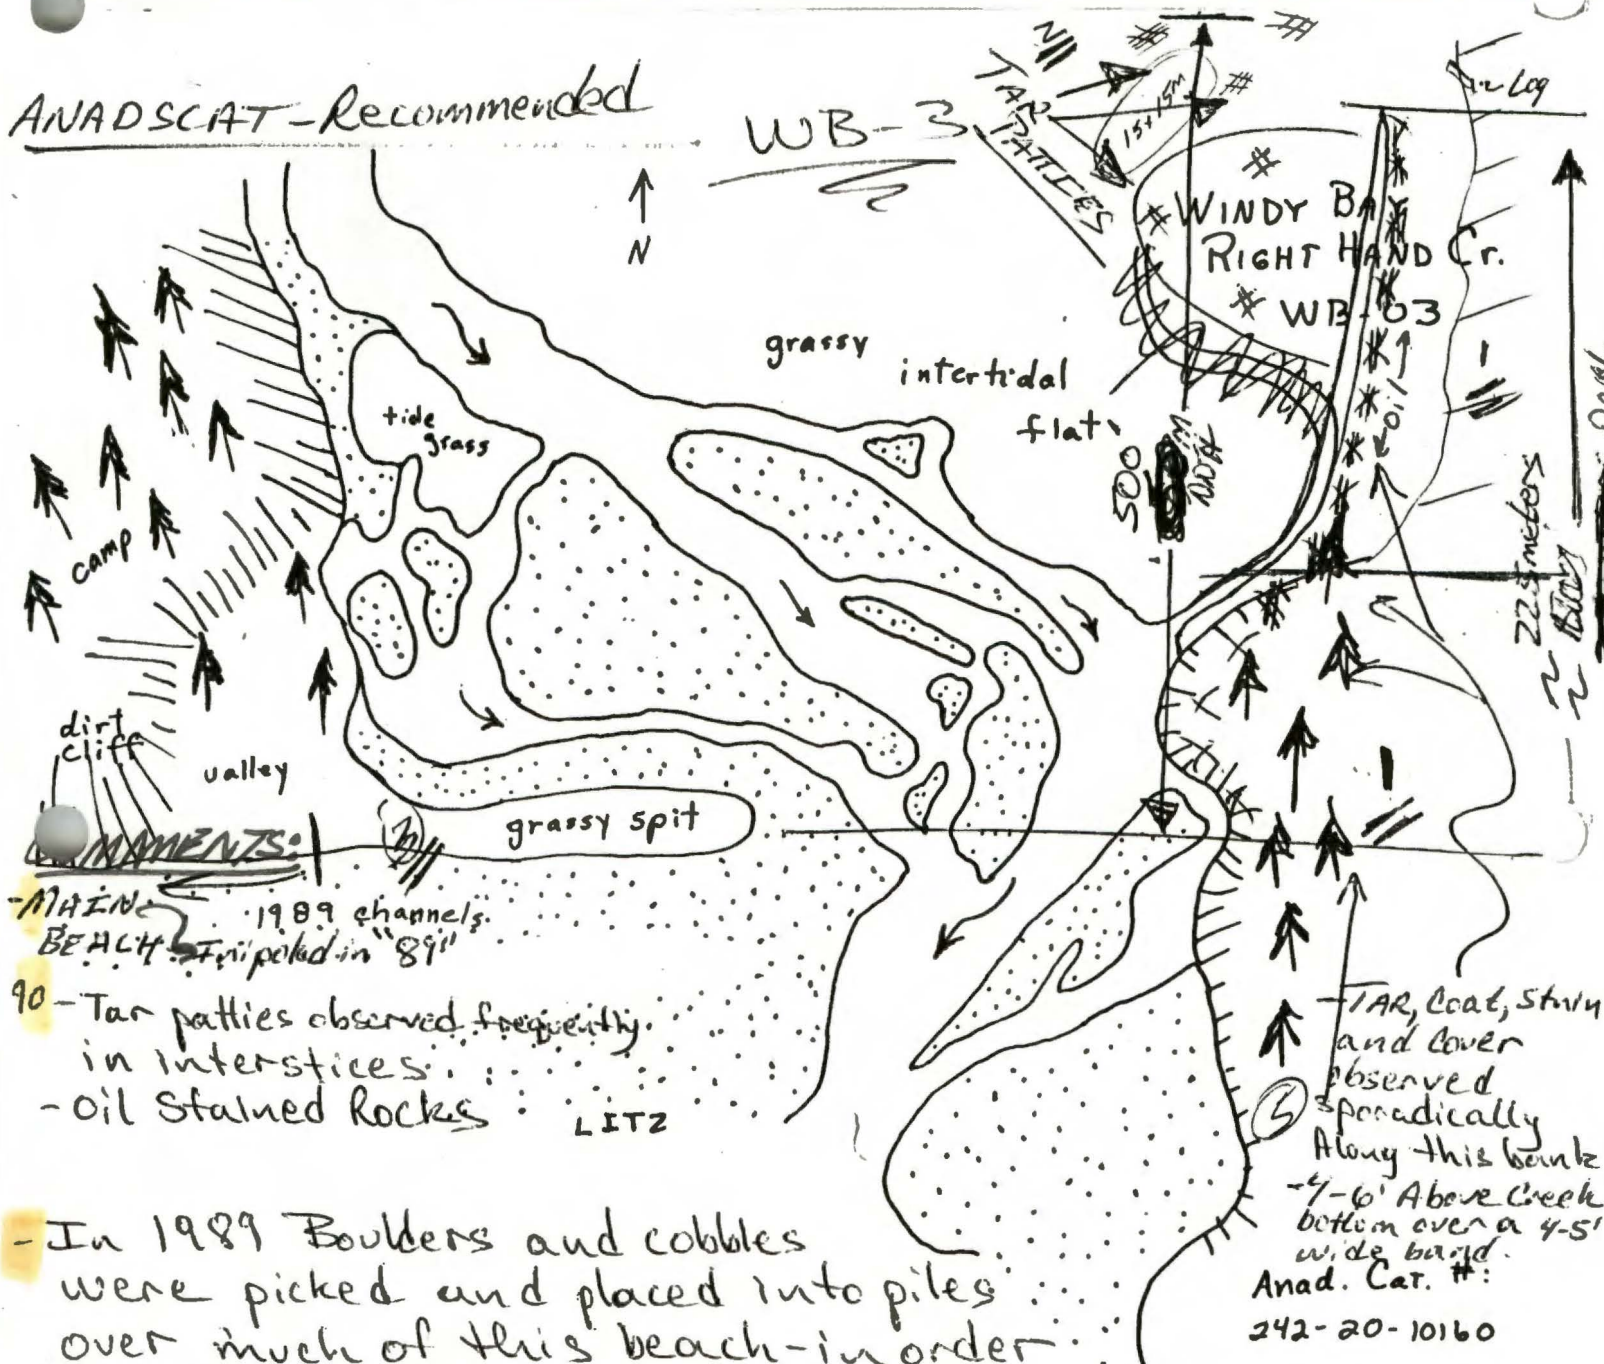 ANADSCAT-Recommended
WB-3
N
TAR
PATTIES
15x15M
Log
WINDY BAY
RIGHT HAND Cr.
WB-03
grassy
intertidal
flat
tide
grass
oil
500
M
225 meters
camp
dirt
cliff
valley
grassy spit
- MAIN
BEACH
1989 channels
in "89"
90 - Tar patties observed frequently
in interstices
- Oil Stained Rocks
LITZ
- TAR, Coat, Stain
and Cover
observed
sporadically
Along this bank
-4-6' Above Creek
bottom over a 4-5'
wide band.
Anad. Cat. #:
242-20-10160
- In 1989 Boulders and cobbles
were picked and placed into piles
over much of this beach-in order